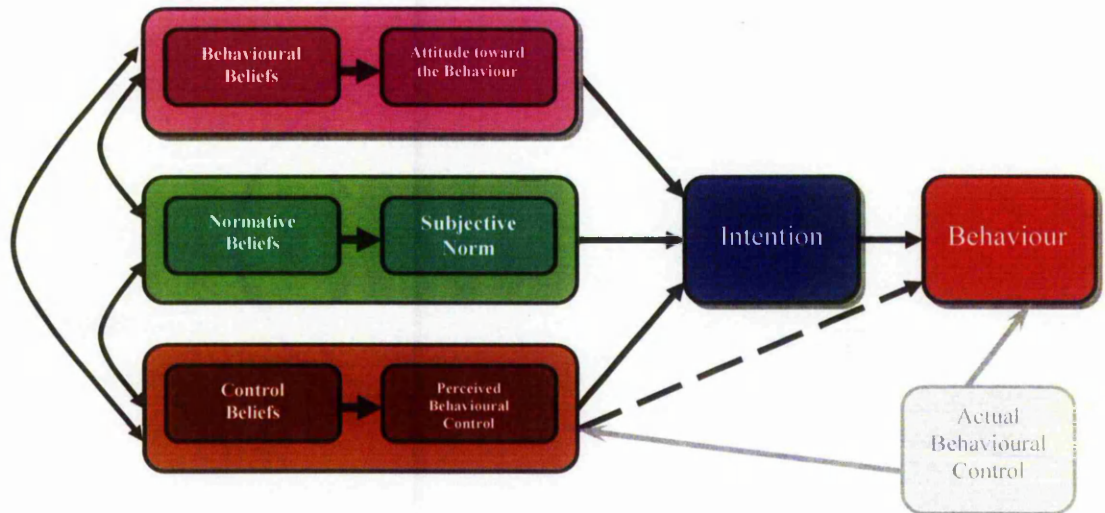 Behavioural
Beliefs
Attitude toward
the Behaviour
Normative
Beliefs
Subjective
Norm
Intention
Behaviour
Control
Beliefs
Perceived
Behavioural
Control
Actual
Behavioural
Control